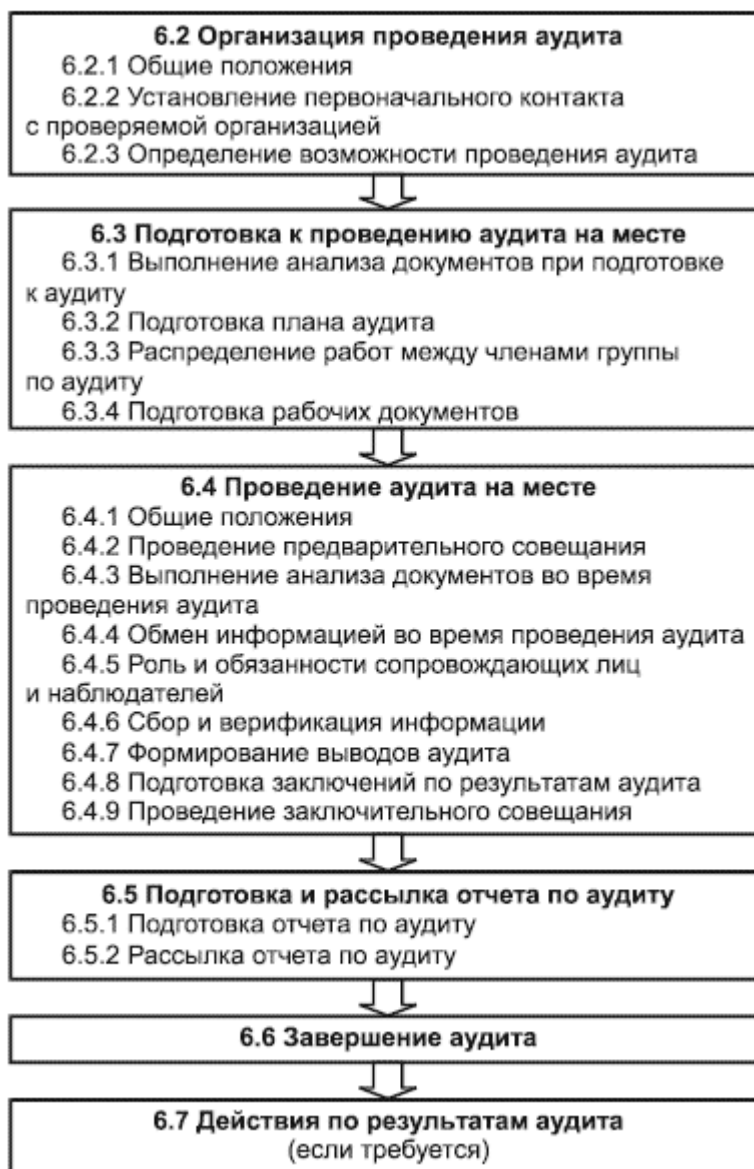 6.2 Организация проведения аудита
6.2.1 Общие положения
6.2.2 Установление первоначального контакта
с проверяемой организацией
6.2.3 Определение возможности проведения аудита
6.3 Подготовка к проведению аудита на месте
6.3.1 Выполнение анализа документов при подготовке
к аудиту
6.3.2 Подготовка плана аудита
6.3.3 Распределение работ между членами группы
по аудиту
6.3.4 Подготовка рабочих документов
6.4 Проведение аудита на месте
6.4.1 Общие положения
6.4.2 Проведение предварительного совещания
6.4.3 Выполнение анализа документов во время
проведения аудита
6.4.4 Обмен информацией во время проведения аудита
6.4.5 Роль и обязанности сопровождающих лиц
и наблюдателей
6.4.6 Сбор и верификация информации
6.4.7 Формирование выводов аудита
6.4.8 Подготовка заключений по результатам аудита
6.4.9 Проведение заключительного совещания
6.5 Подготовка и рассылка отчета по аудиту
6.5.1 Подготовка отчета по аудиту
6.5.2 Рассылка отчета по аудиту
6.6 Завершение аудита
6.7 Действия по результатам аудита
(если требуется)